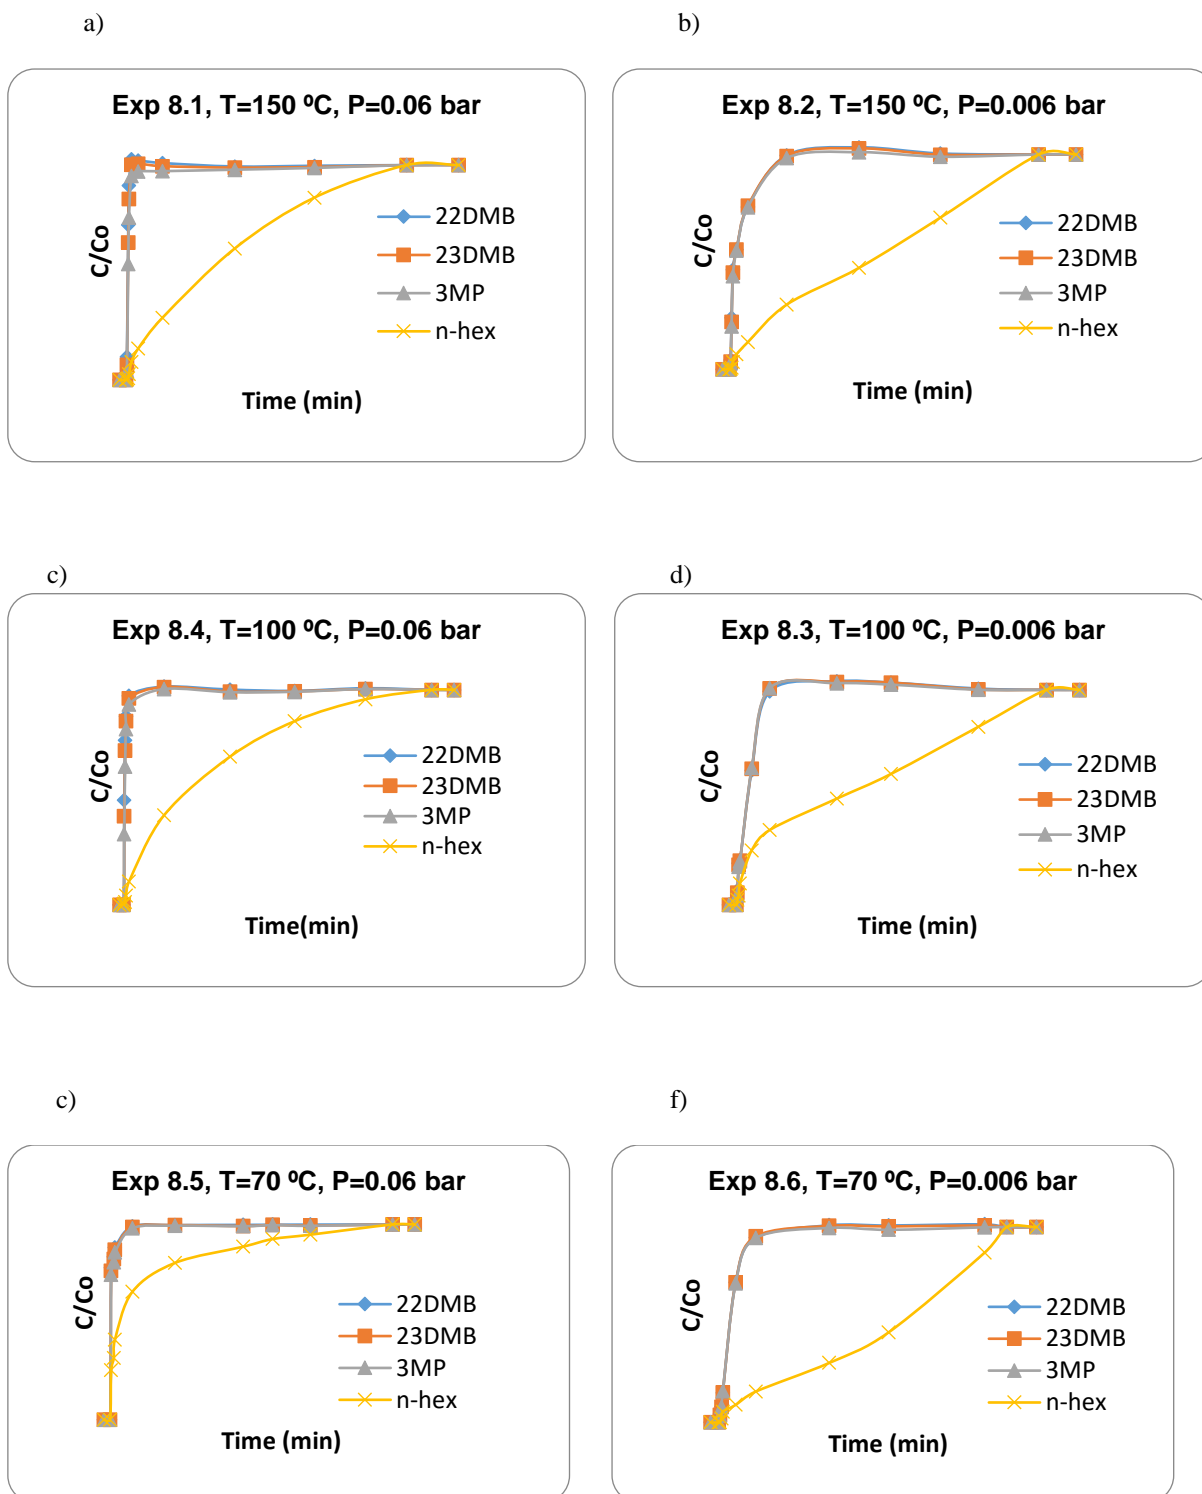 a)
b)
Exp 8.1, T=150 ºC, P=0.06 bar
C/Co
22DMB
23DMB
3MP
n-hex
Time (min)
Exp 8.2, T=150 ºC, P=0.006 bar
C/Co
22DMB
23DMB
3MP
n-hex
Time (min)
c)
d)
Exp 8.4, T=100 ºC, P=0.06 bar
C/Co
22DMB
23DMB
3MP
n-hex
Time(min)
Exp 8.3, T=100 ºC, P=0.006 bar
C/Co
22DMB
23DMB
3MP
n-hex
Time (min)
c)
f)
Exp 8.5, T=70 ºC, P=0.06 bar
C/Co
22DMB
23DMB
3MP
n-hex
Time (min)
Exp 8.6, T=70 ºC, P=0.006 bar
C/Co
22DMB
23DMB
3MP
n-hex
Time (min)